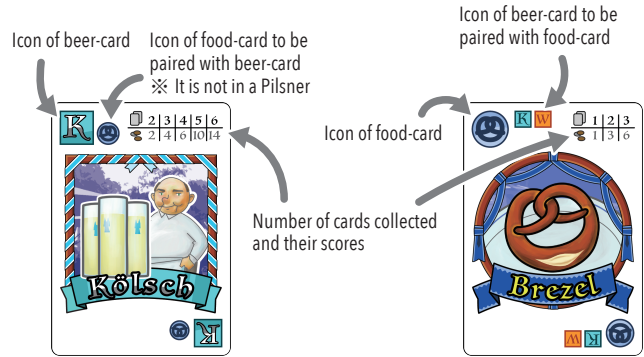 Icon of beer-card
Icon of food-card to be
paired with beer-card
※ It is not in a Pilsner
Icon of beer-card to be
paired with food-card
Icon of food-card
Number of cards collected
and their scores
K
2 3 4 5 6
2 4 6 10 14
Kölsch
K
K W
1 2 3
1 3 6
Brezel
W K